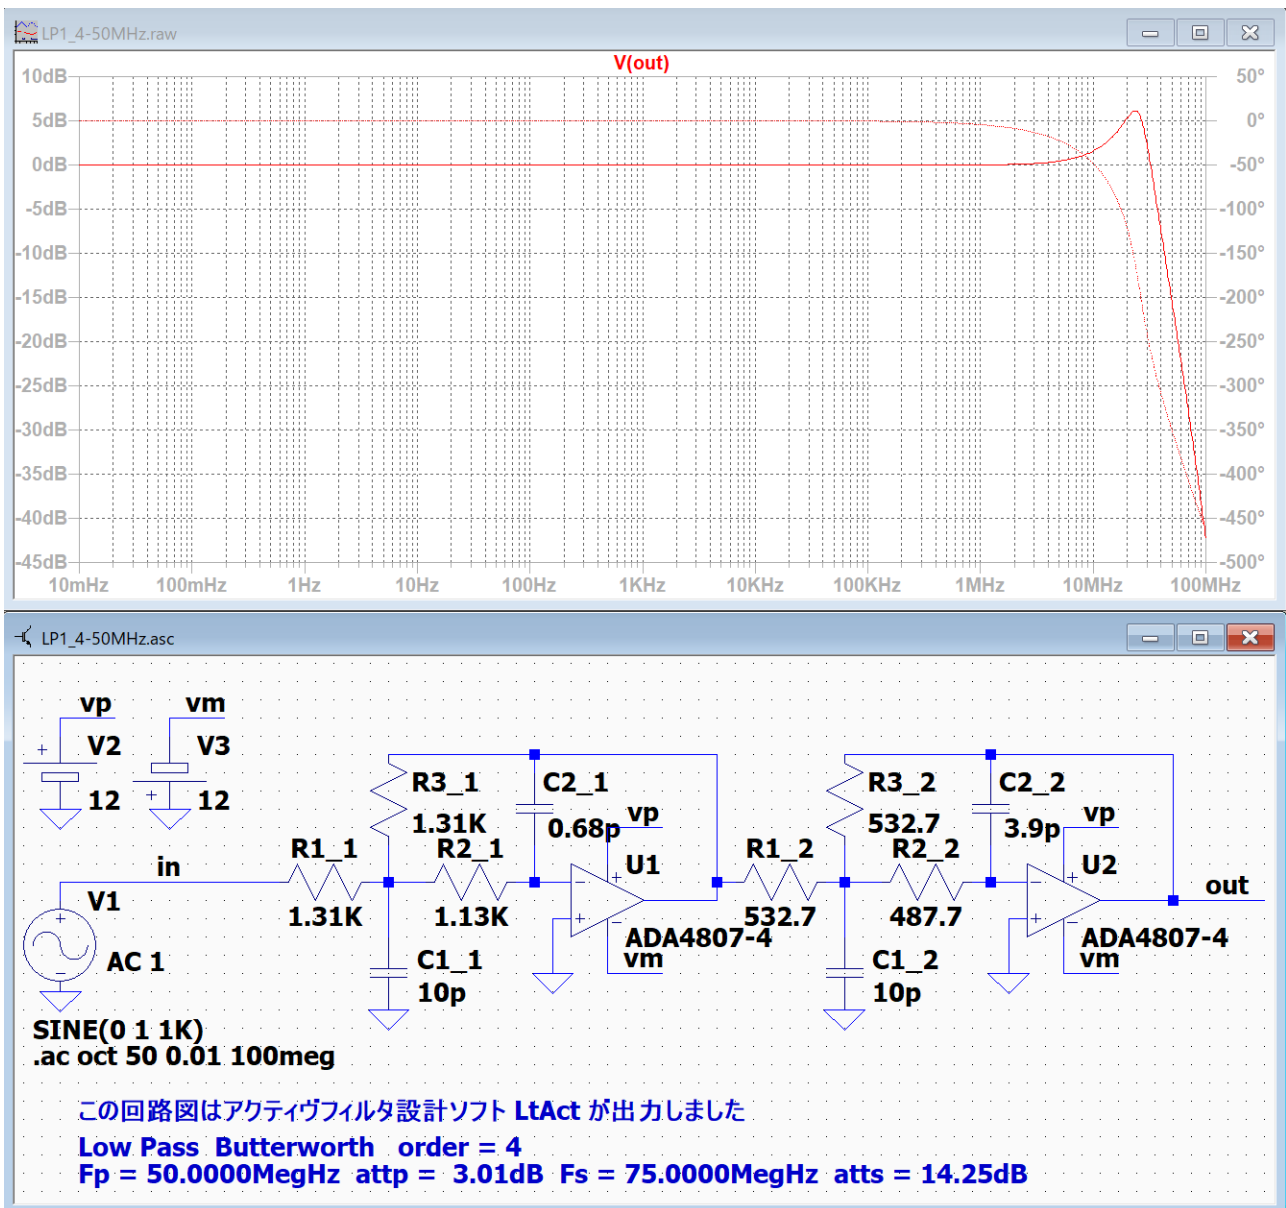 LP1_4-50MHz.raw
V(out)
10dB 50°
5dB 0°
0dB -50°
-5dB -100°
-10dB -150°
-15dB -200°
-20dB -250°
-25dB -300°
-30dB -350°
-35dB -400°
-40dB -450°
-45dB -500°
10mHz 100mHz 1Hz 10Hz 100Hz 1KHz 10KHz 100KHz 1MHz 10MHz 100MHz
LP1_4-50MHz.asc
vp vm
V2 V3
12 12
R3_1 C2_1 R3_2 C2_2
1.31K 0.68p vp 532.7 3.9p vp
in R1_1 R2_1 U1 R1_2 R2_2 U2
V1 1.31K 1.13K 532.7 487.7 out
AC 1 C1_1 ADA4807-4 C1_2 ADA4807-4
10p vm 10p vm
SINE(0 1 1K)
.ac oct 50 0.01 100meg
この回路図はアクティヴフィルタ設計ソフト LtAct が出力しました
Low Pass Butterworth order = 4
Fp = 50.0000MegHz attp = 3.01dB Fs = 75.0000MegHz atts = 14.25dB